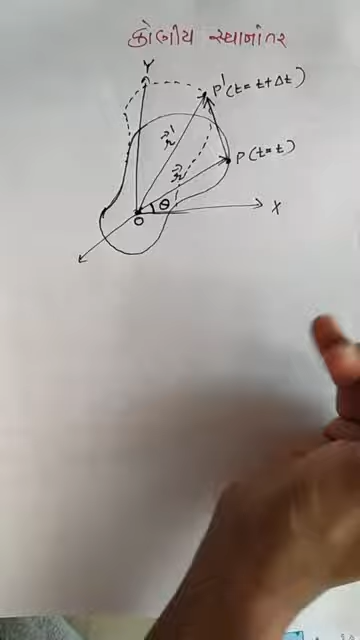 કોણીય સ્થાનાંતર
Y
P'(t=t+Δt)
r⃗'
P(t=t)
r⃗
θ
O
X